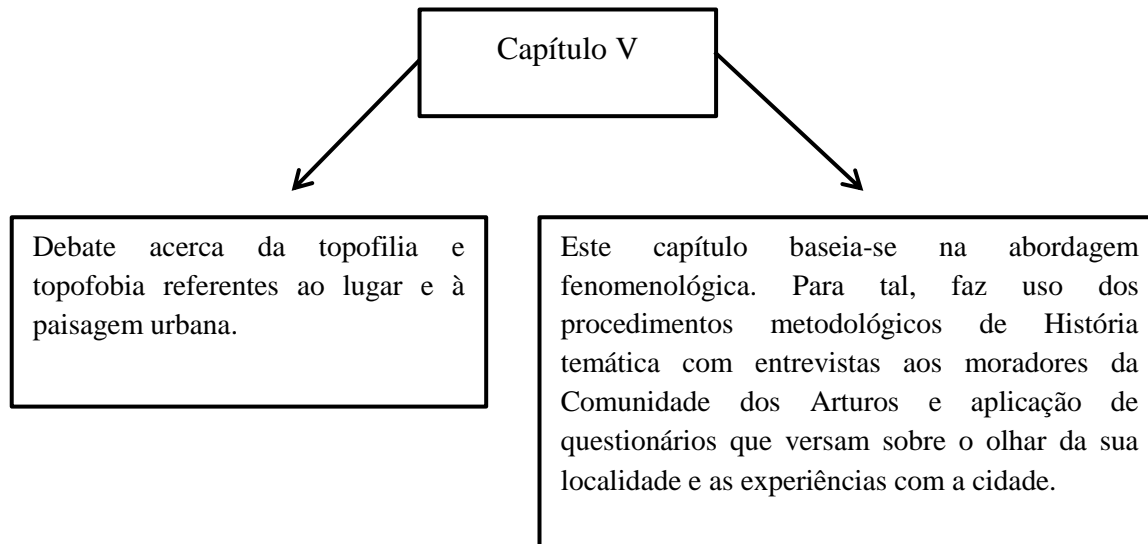 Capítulo V
Debate acerca da topofilia e
topofobia referentes ao lugar e à
paisagem urbana.
Este capítulo baseia-se na abordagem
fenomenológica. Para tal, faz uso dos
procedimentos metodológicos de História
temática com entrevistas aos moradores da
Comunidade dos Arturos e aplicação de
questionários que versam sobre o olhar da sua
localidade e as experiências com a cidade.